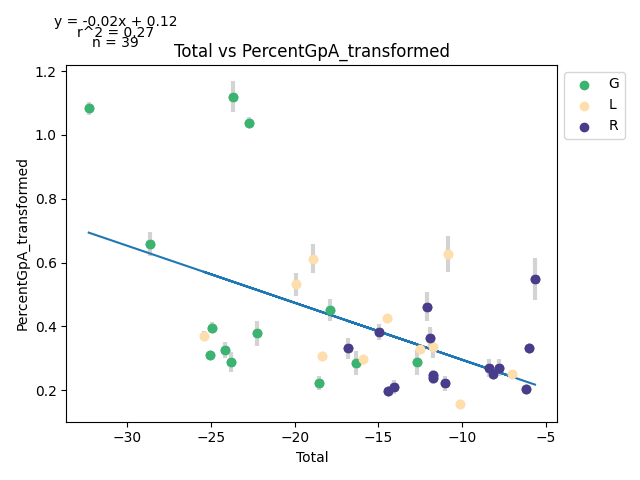 y = -0.02x + 0.12
r^2 = 0.27
n = 39
Total vs PercentGpA_transformed
G
L
R
1.2
1.0
0.8
0.6
0.4
0.2
PercentGpA_transformed
−30 −25 −20 −15 −10 −5
Total